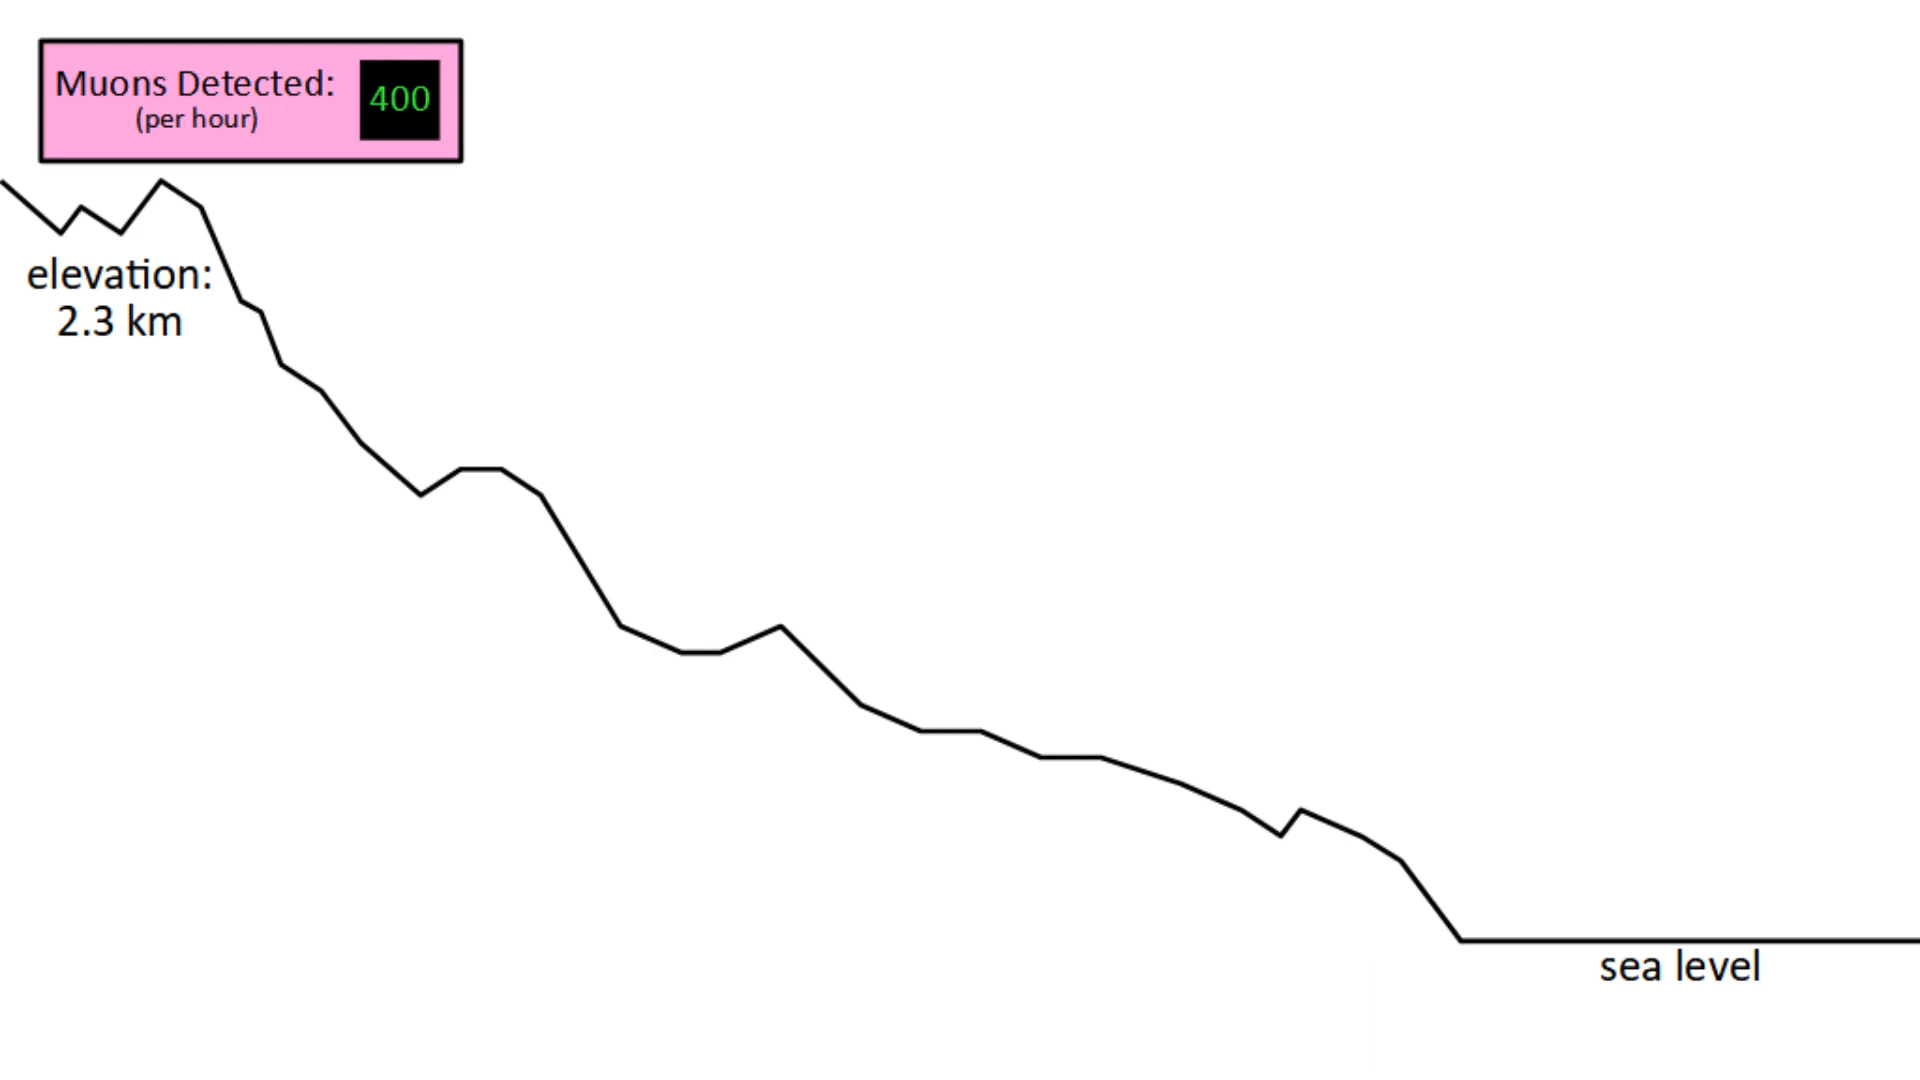 Muons Detected:
(per hour)
400
elevation:
2.3 km
sea level